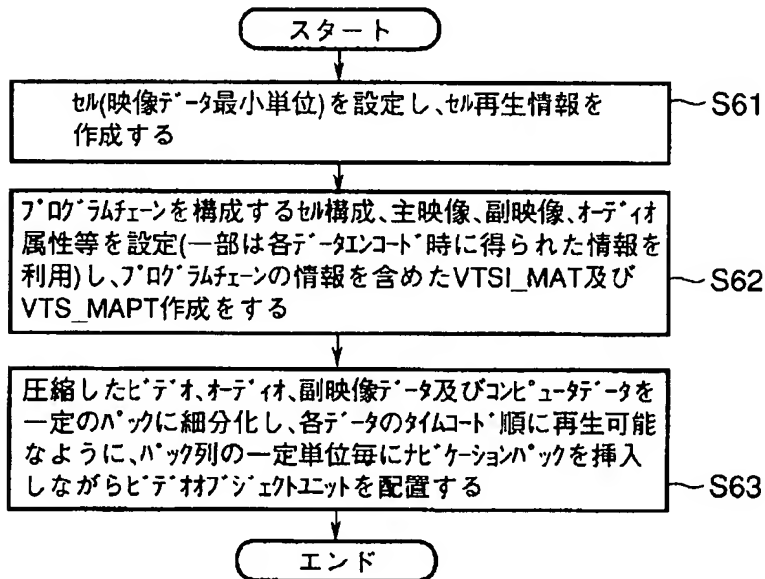 スタート
セル(映像データ最小単位)を設定し、セル再生情報を
作成する
S61
プログラムチェーンを構成するセル構成、主映像、副映像、オーディオ
属性等を設定(一部は各データエンコード時に得られた情報を
利用)し、プログラムチェーンの情報を含めたVTSI_MAT及び
VTS_MAPT作成をする
S62
圧縮したビデオ、オーディオ、副映像データ及びコンピュータデータを
一定のパックに細分化し、各データのタイムコード順に再生可能
なように、パック列の一定単位毎にナビケーションパックを挿入
しながらビデオオブジェクトユニットを配置する
S63
エンド